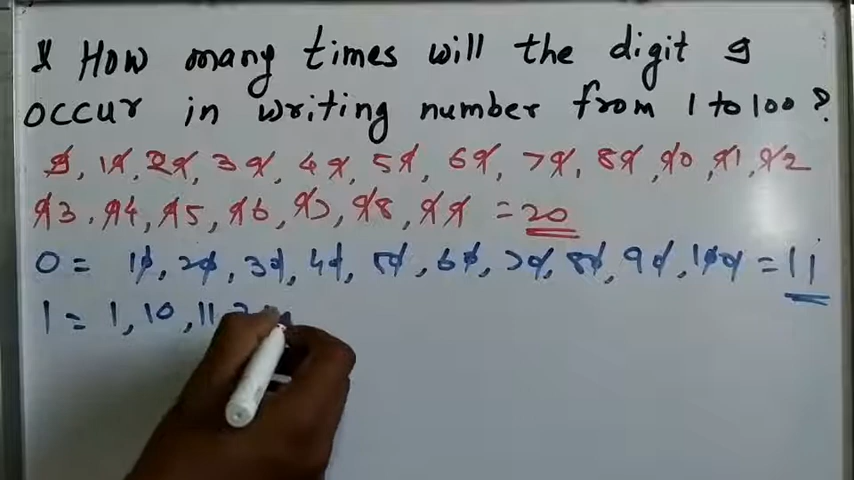 * How many times will the digit 9
occur in writing number from 1 to 100 ?
9, 19, 29, 39, 49, 59, 69, 79, 89, 90, 91, 92
93, 94, 95, 96, 97, 98, 99 = 20
0 = 10, 20, 30, 40, 50, 60, 70, 80, 90, 100 = 11
1 = 1, 10, 11,